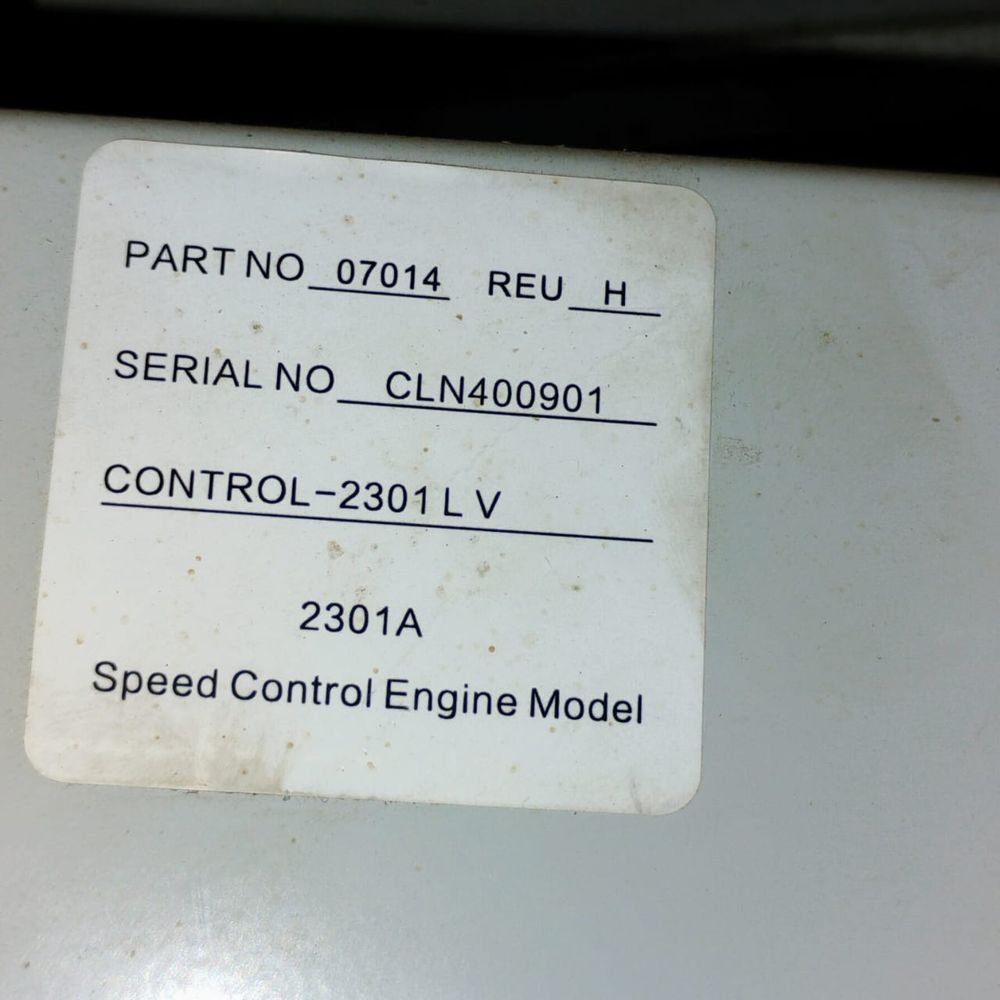 PART NO 07014 REU H
SERIAL NO CLN400901
CONTROL-2301 L V
2301A
Speed Control Engine Model